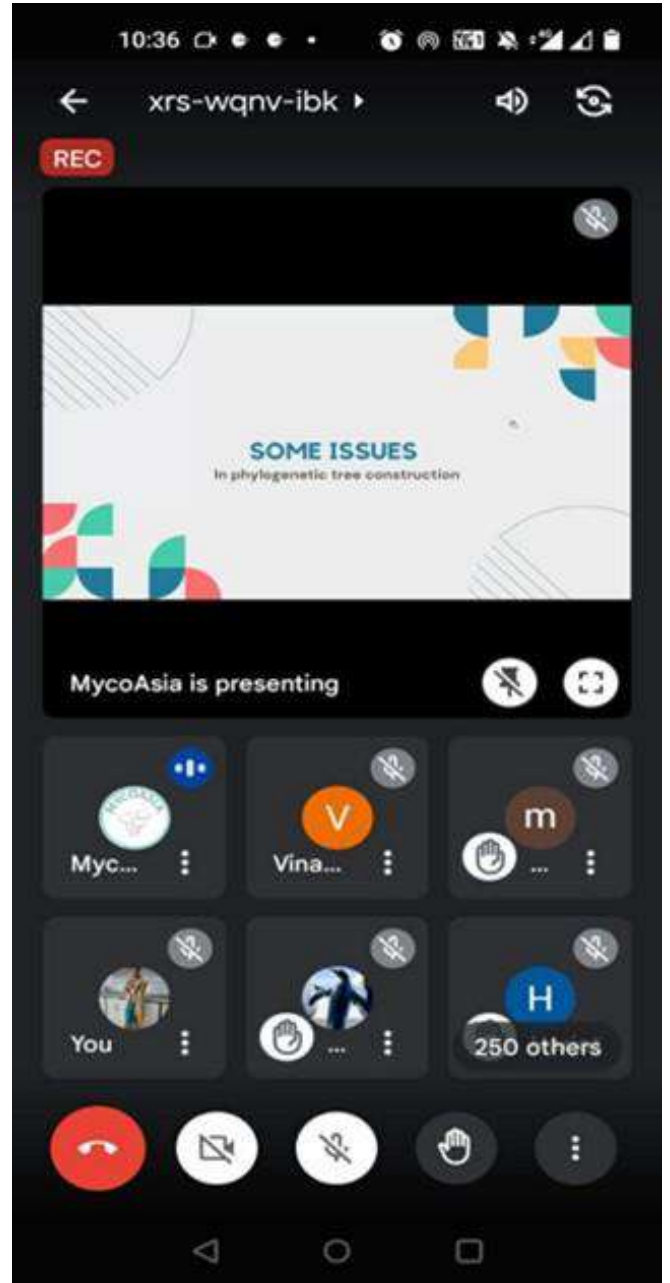 10:36
xrs-wqnv-ibk
REC
SOME ISSUES
In phylogenetic tree construction
MycoAsia is presenting
MYCOASIA
V
m
Myc...
Vina...
...
H
You
...
250 others